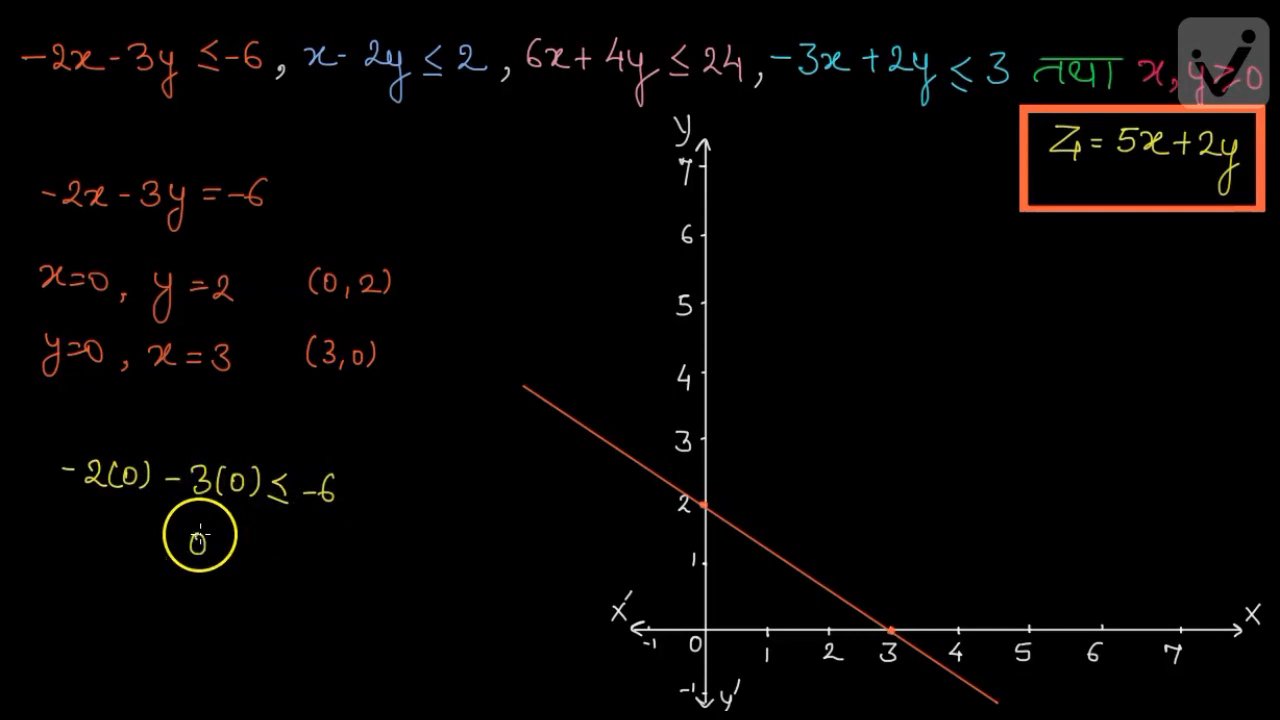 -2x-3y ≤-6, x-2y ≤ 2, 6x+4y ≤ 24, -3x+2y ≤ 3 तथा x, y ≥ 0
Z = 5x+2y
-2x-3y = -6
x=0, y=2 (0,2)
y=0, x=3 (3,0)
-2(0) - 3(0) ≤ -6
0
y
7
6
5
4
3
2
1
X' -1 0 1 2 3 4 5 6 7 X
-1 y'